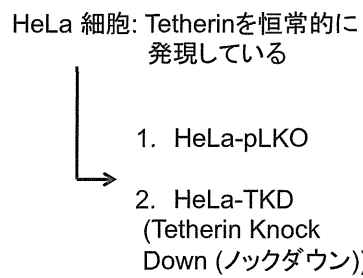 HeLa 細胞: Tetherinを恒常的に
発現している
1. HeLa-pLKO
2. HeLa-TKD
(Tetherin Knock
Down (ノックダウン))